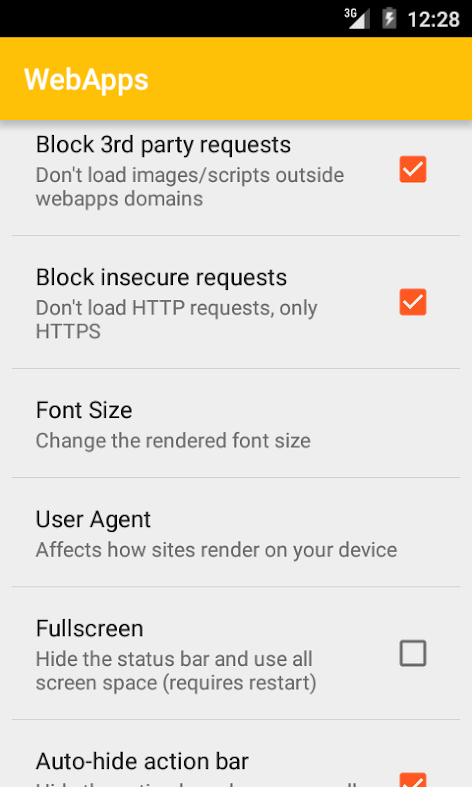 3G 12:28
WebApps
Block 3rd party requests
Don't load images/scripts outside
webapps domains
Block insecure requests
Don't load HTTP requests, only
HTTPS
Font Size
Change the rendered font size
User Agent
Affects how sites render on your device
Fullscreen
Hide the status bar and use all
screen space (requires restart)
Auto-hide action bar